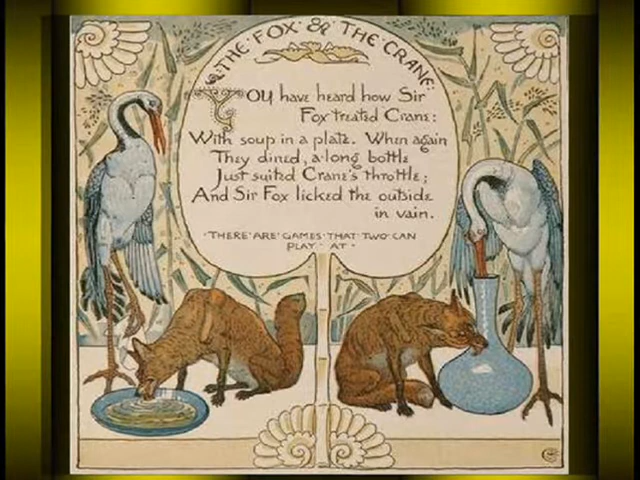 ·THE·FOX·&·THE·CRANE·
You have heard how Sir
Fox treated Crane:
With soup in a plate. When again
They dined, a long bottle
Just suited Crane's throttle;
And Sir Fox licked the outside
in vain.
·THERE·ARE·GAMES·THAT·TWO·CAN
PLAY·AT·